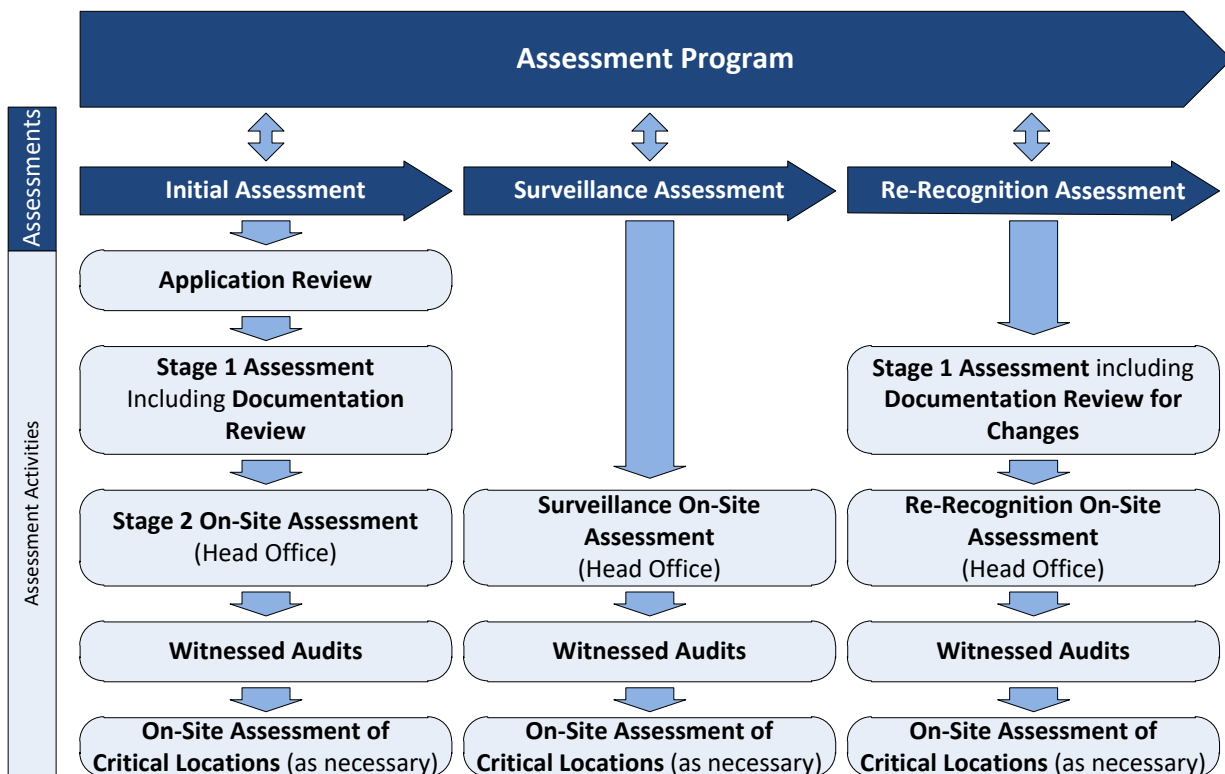 Assessment Program
Assessments
Initial Assessment
Surveillance Assessment
Re-Recognition Assessment
Assessment Activities
Application Review
Stage 1 Assessment
Including Documentation
Review
Stage 2 On-Site Assessment
(Head Office)
Witnessed Audits
On-Site Assessment of
Critical Locations (as necessary)
Surveillance On-Site
Assessment
(Head Office)
Witnessed Audits
On-Site Assessment of
Critical Locations (as necessary)
Stage 1 Assessment including
Documentation Review for
Changes
Re-Recognition On-Site
Assessment
(Head Office)
Witnessed Audits
On-Site Assessment of
Critical Locations (as necessary)